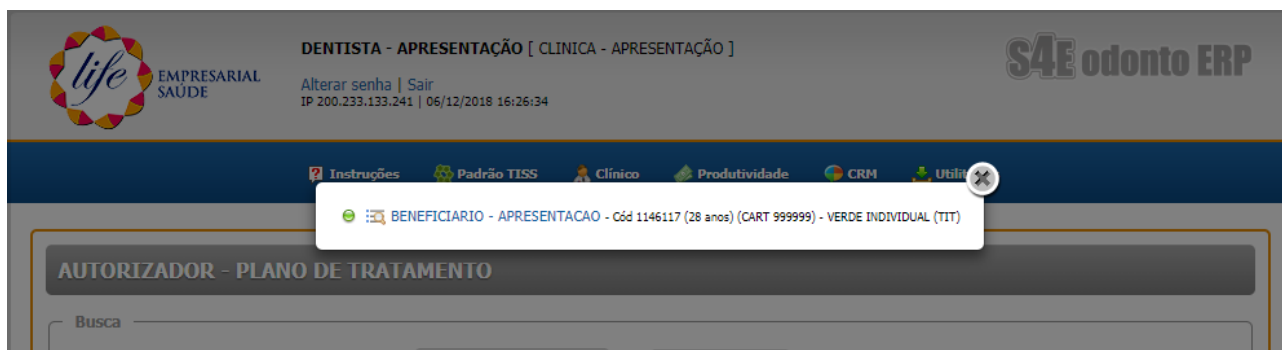 life
EMPRESARIAL
SAÚDE
DENTISTA - APRESENTAÇÃO [ CLINICA - APRESENTAÇÃO ]
Alterar senha | Sair
IP 200.233.133.241 | 06/12/2018 16:26:34
S4E odonto ERP
Instruções Padrão TISS Clínico Produtividade CRM Utilit
BENEFICIARIO - APRESENTACAO - Cód 1146117 (28 anos) (CART 999999) - VERDE INDIVIDUAL (TIT)
AUTORIZADOR - PLANO DE TRATAMENTO
Busca